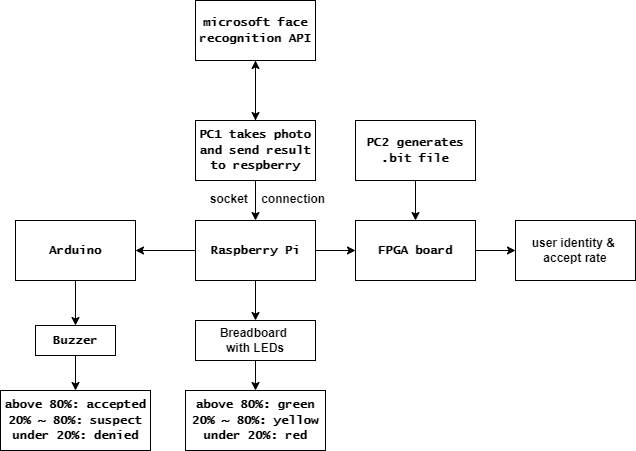 microsoft face
recognition API
PC1 takes photo
and send result
to respberry
PC2 generates
.bit file
socket connection
Arduino
Raspberry Pi
FPGA board
user identity &
accept rate
Buzzer
Breadboard
with LEDs
above 80%: accepted
20% ~ 80%: suspect
under 20%: denied
above 80%: green
20% ~ 80%: yellow
under 20%: red